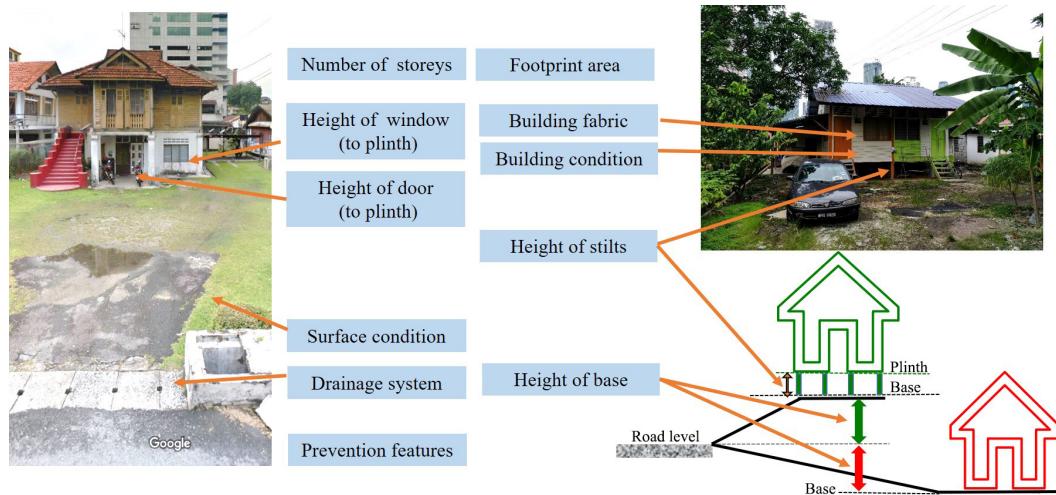 Number of storeys
Footprint area
Height of window
(to plinth)
Building fabric
Building condition
Height of door
(to plinth)
Height of stilts
Surface condition
Drainage system
Height of base
Prevention features
Google
Plinth
Base
Road level
Base